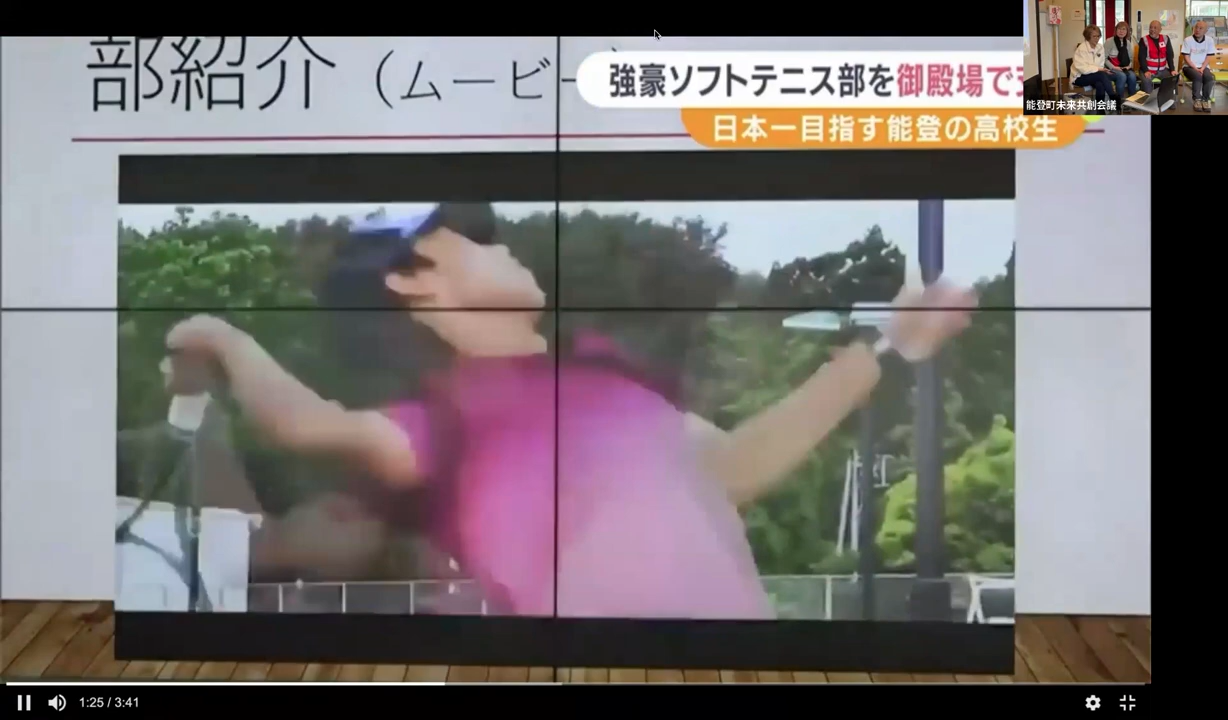 部紹介（ムービー
強豪ソフトテニス部を御殿場で支
日本一目指す能登の高校生
能登町未来共創会議
1:25 / 3:41